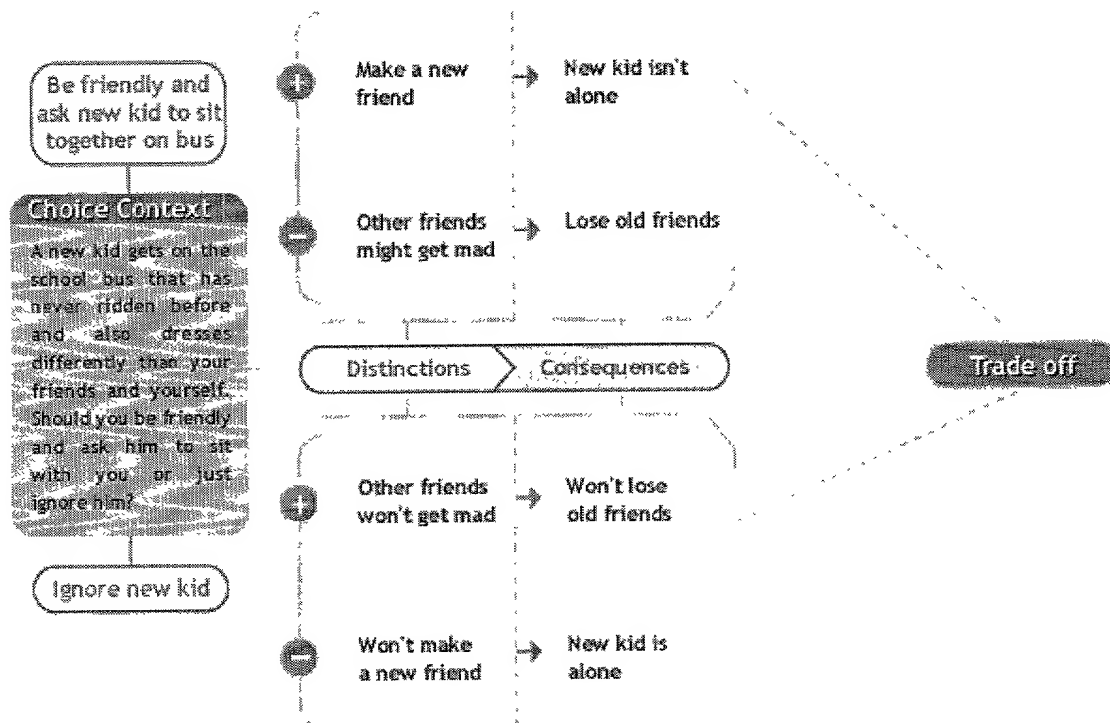 Be friendly and
ask new kid to sit
together on bus
Choice Context
A new kid gets on the
school bus that has
never ridden before
and also dresses
differently than your
friends and yourself.
Should you be friendly
and ask him to sit
with you or just
ignore him?
Ignore new kid
+ Make a new
friend
New kid isn't
alone
− Other friends
might get mad
Lose old friends
Distinctions
Consequences
+ Other friends
won't get mad
Won't lose
old friends
− Won't make
a new friend
New kid is
alone
Trade off